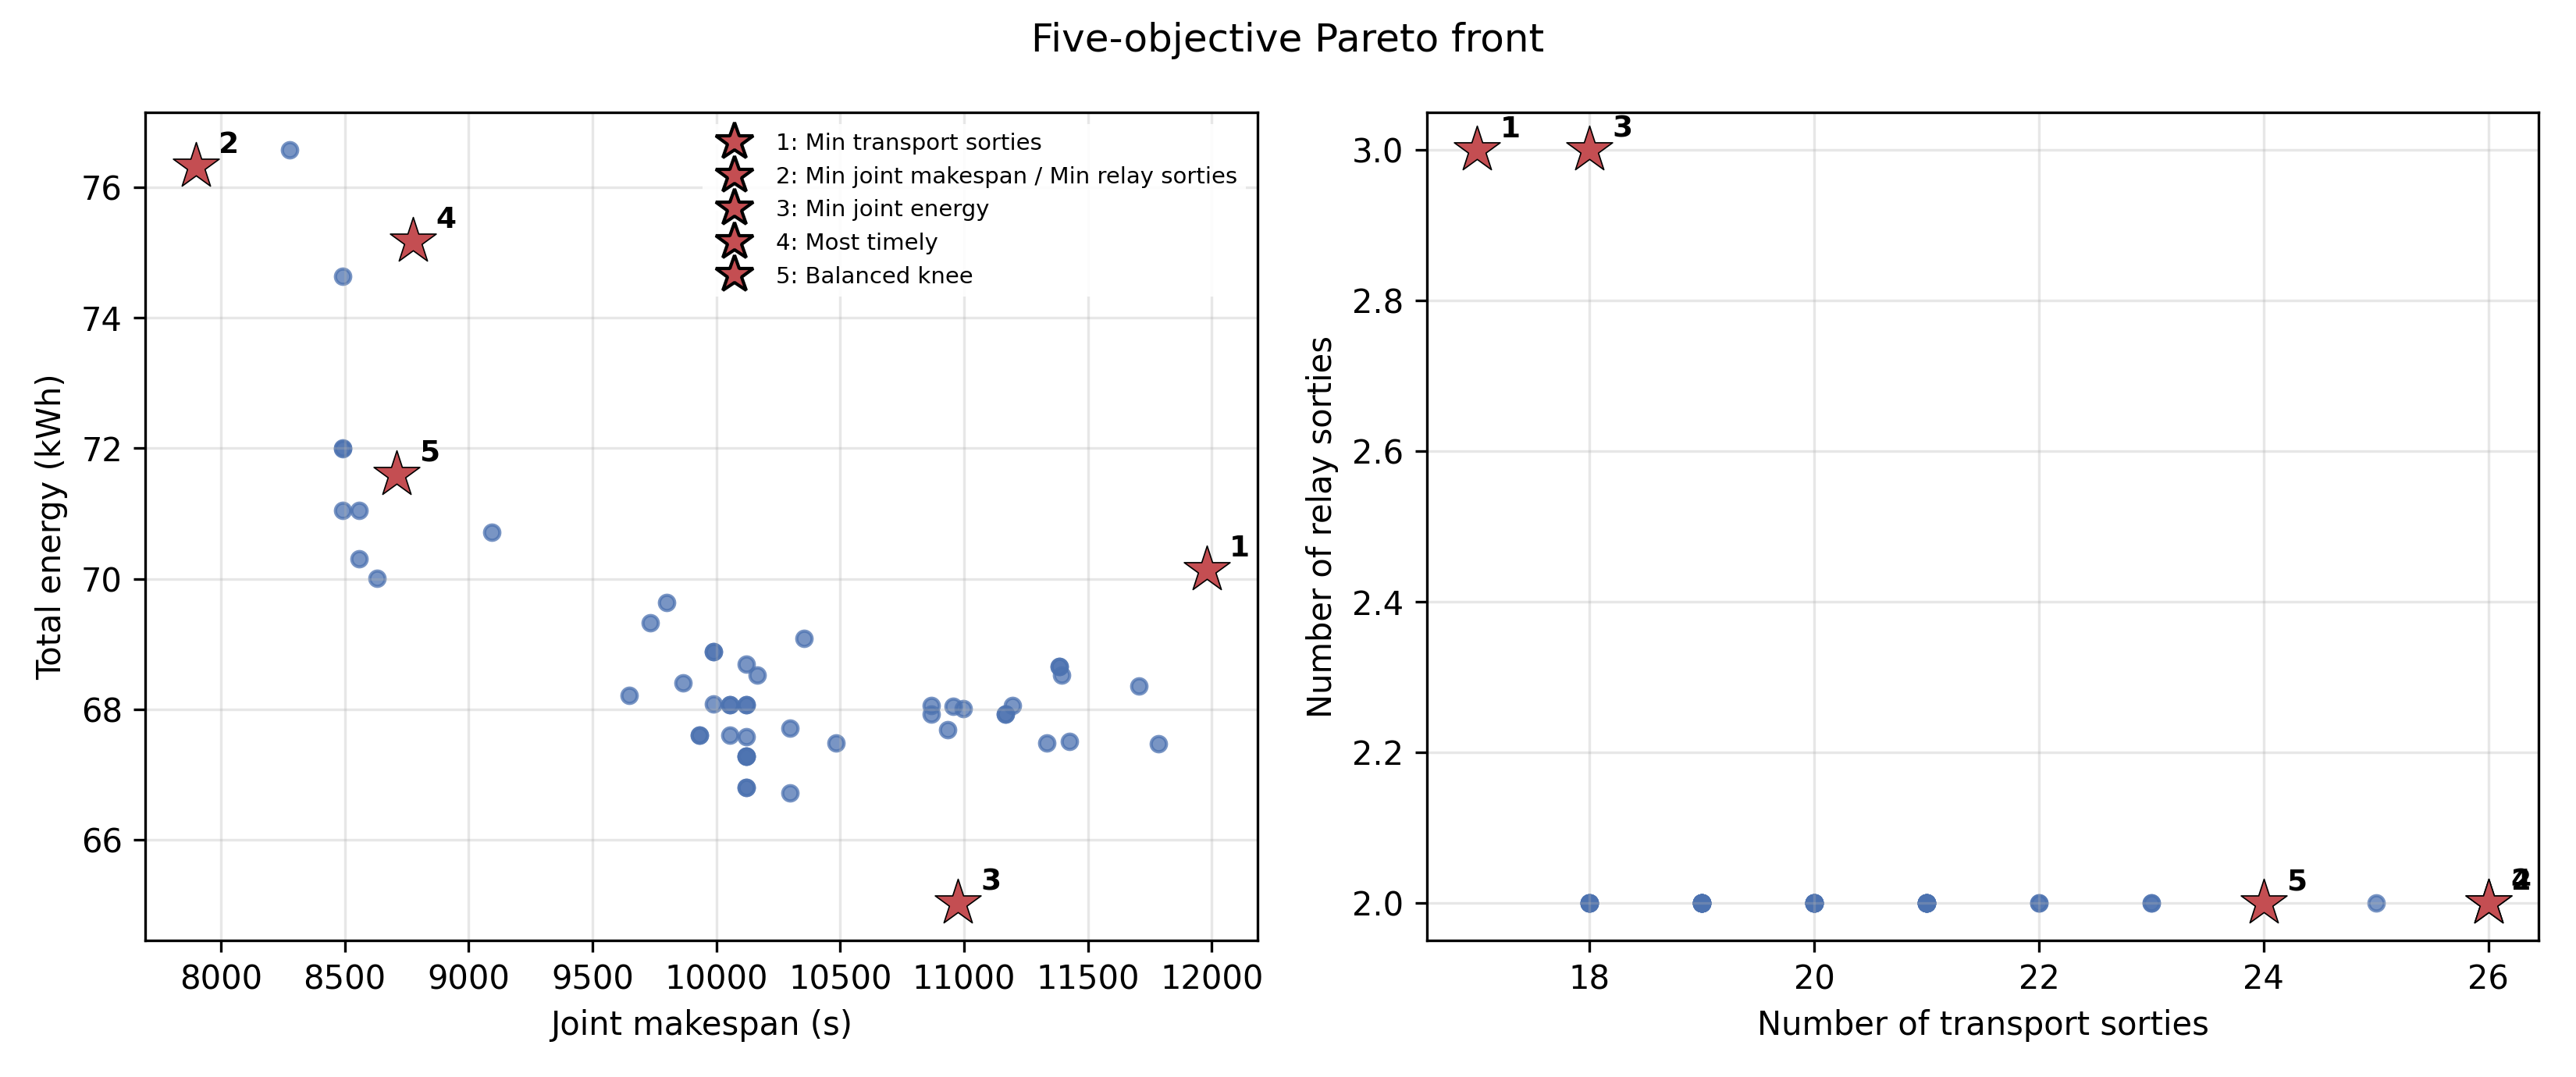 Five-objective Pareto front
2
4
5
1
3
1: Min transport sorties
2: Min joint makespan / Min relay sorties
3: Min joint energy
4: Most timely
5: Balanced knee
76
74
72
70
68
66
8000 8500 9000 9500 10000 10500 11000 11500 12000
Total energy (kWh)
Joint makespan (s)
1
3
5
3.0
2.8
2.6
2.4
2.2
2.0
18 20 22 24 26
Number of relay sorties
Number of transport sorties